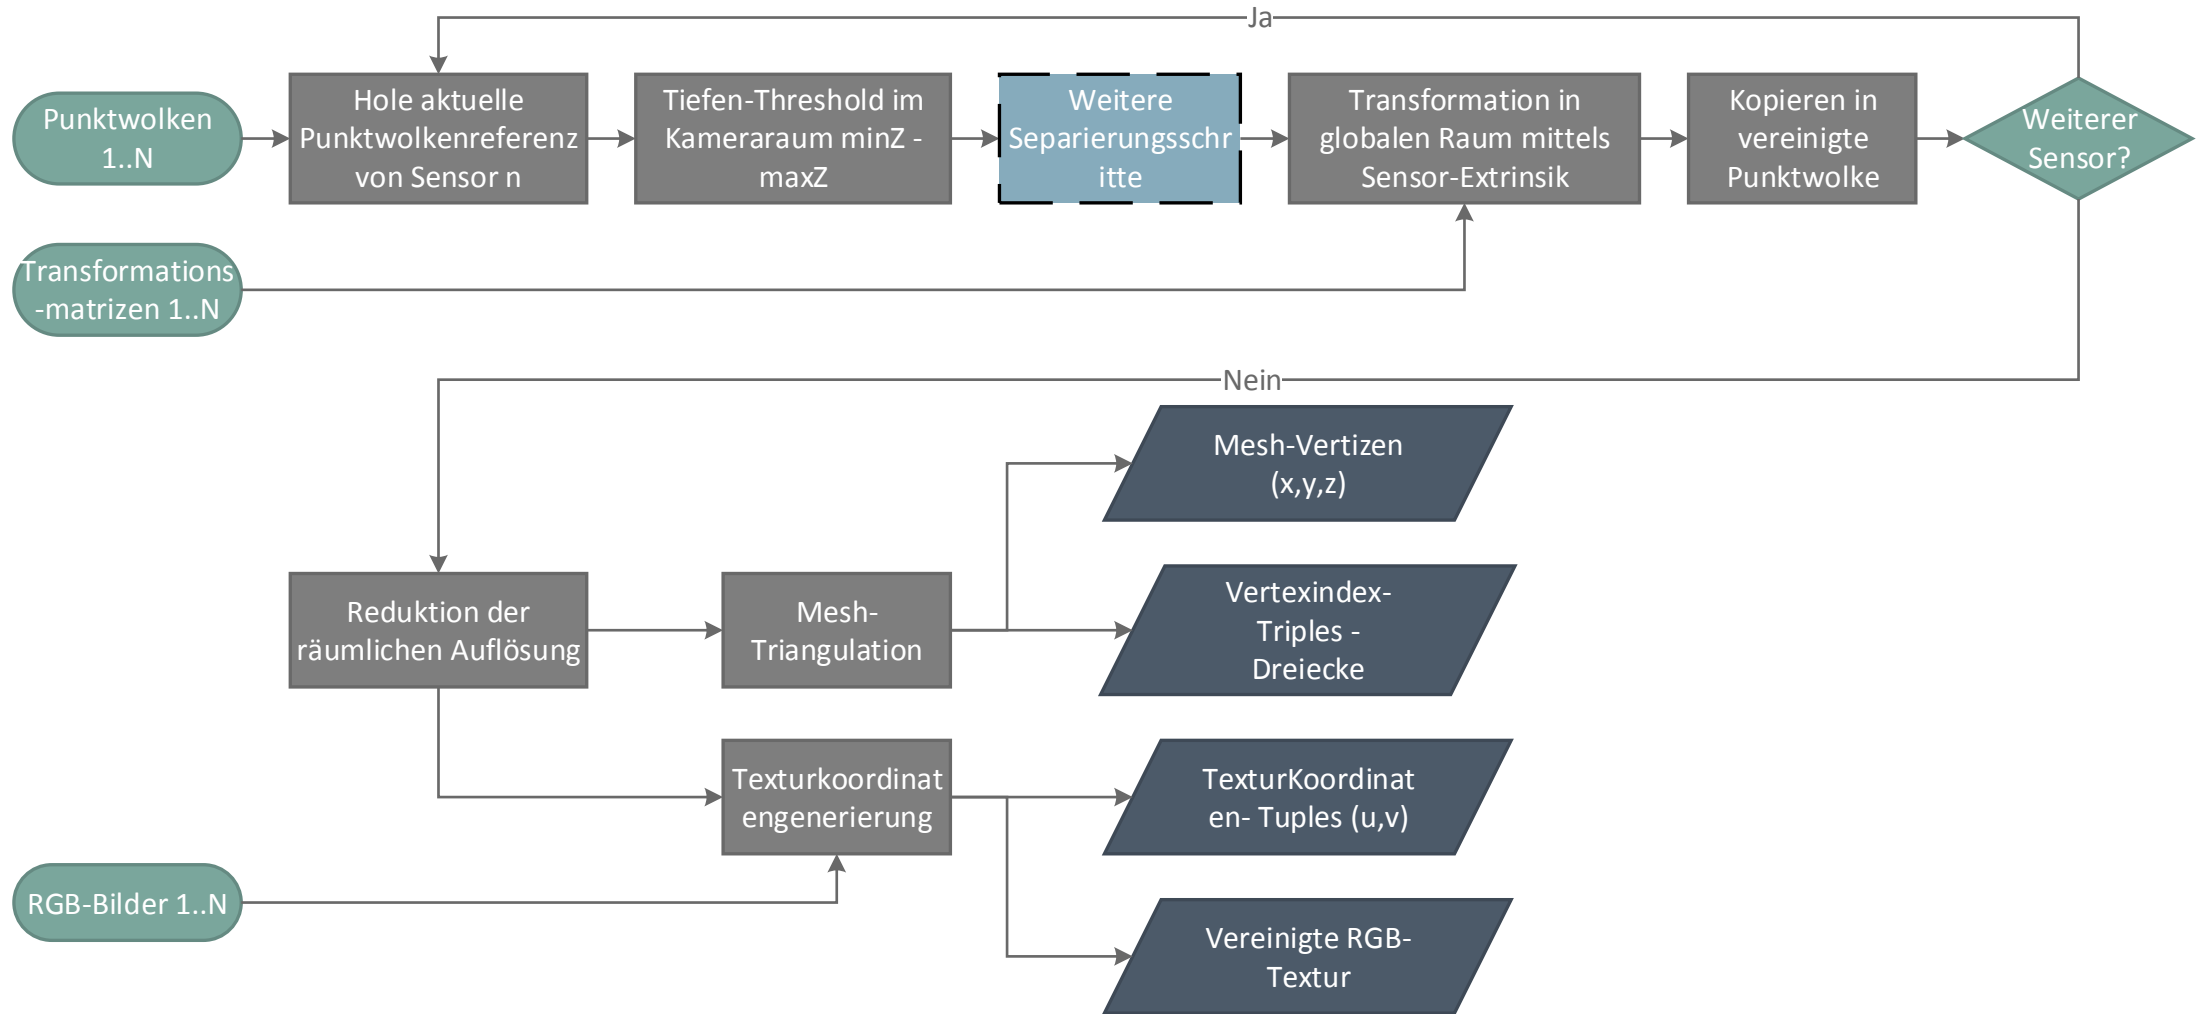 Ja
Punktwolken
1..N
Hole aktuelle
Punktwolkenreferenz
von Sensor n
Tiefen-Threshold im
Kameraraum minZ -
maxZ
Weitere
Separierungsschr
itte
Transformation in
globalen Raum mittels
Sensor-Extrinsik
Kopieren in
vereinigte
Punktwolke
Weiterer
Sensor?
Transformations
-matrizen 1..N
Nein
Mesh-Vertizen
(x,y,z)
Reduktion der
räumlichen Auflösung
Mesh-
Triangulation
Vertexindex-
Triples -
Dreiecke
Texturkoordinat
engenerierung
TexturKoordinat
en- Tuples (u,v)
RGB-Bilder 1..N
Vereinigte RGB-
Textur